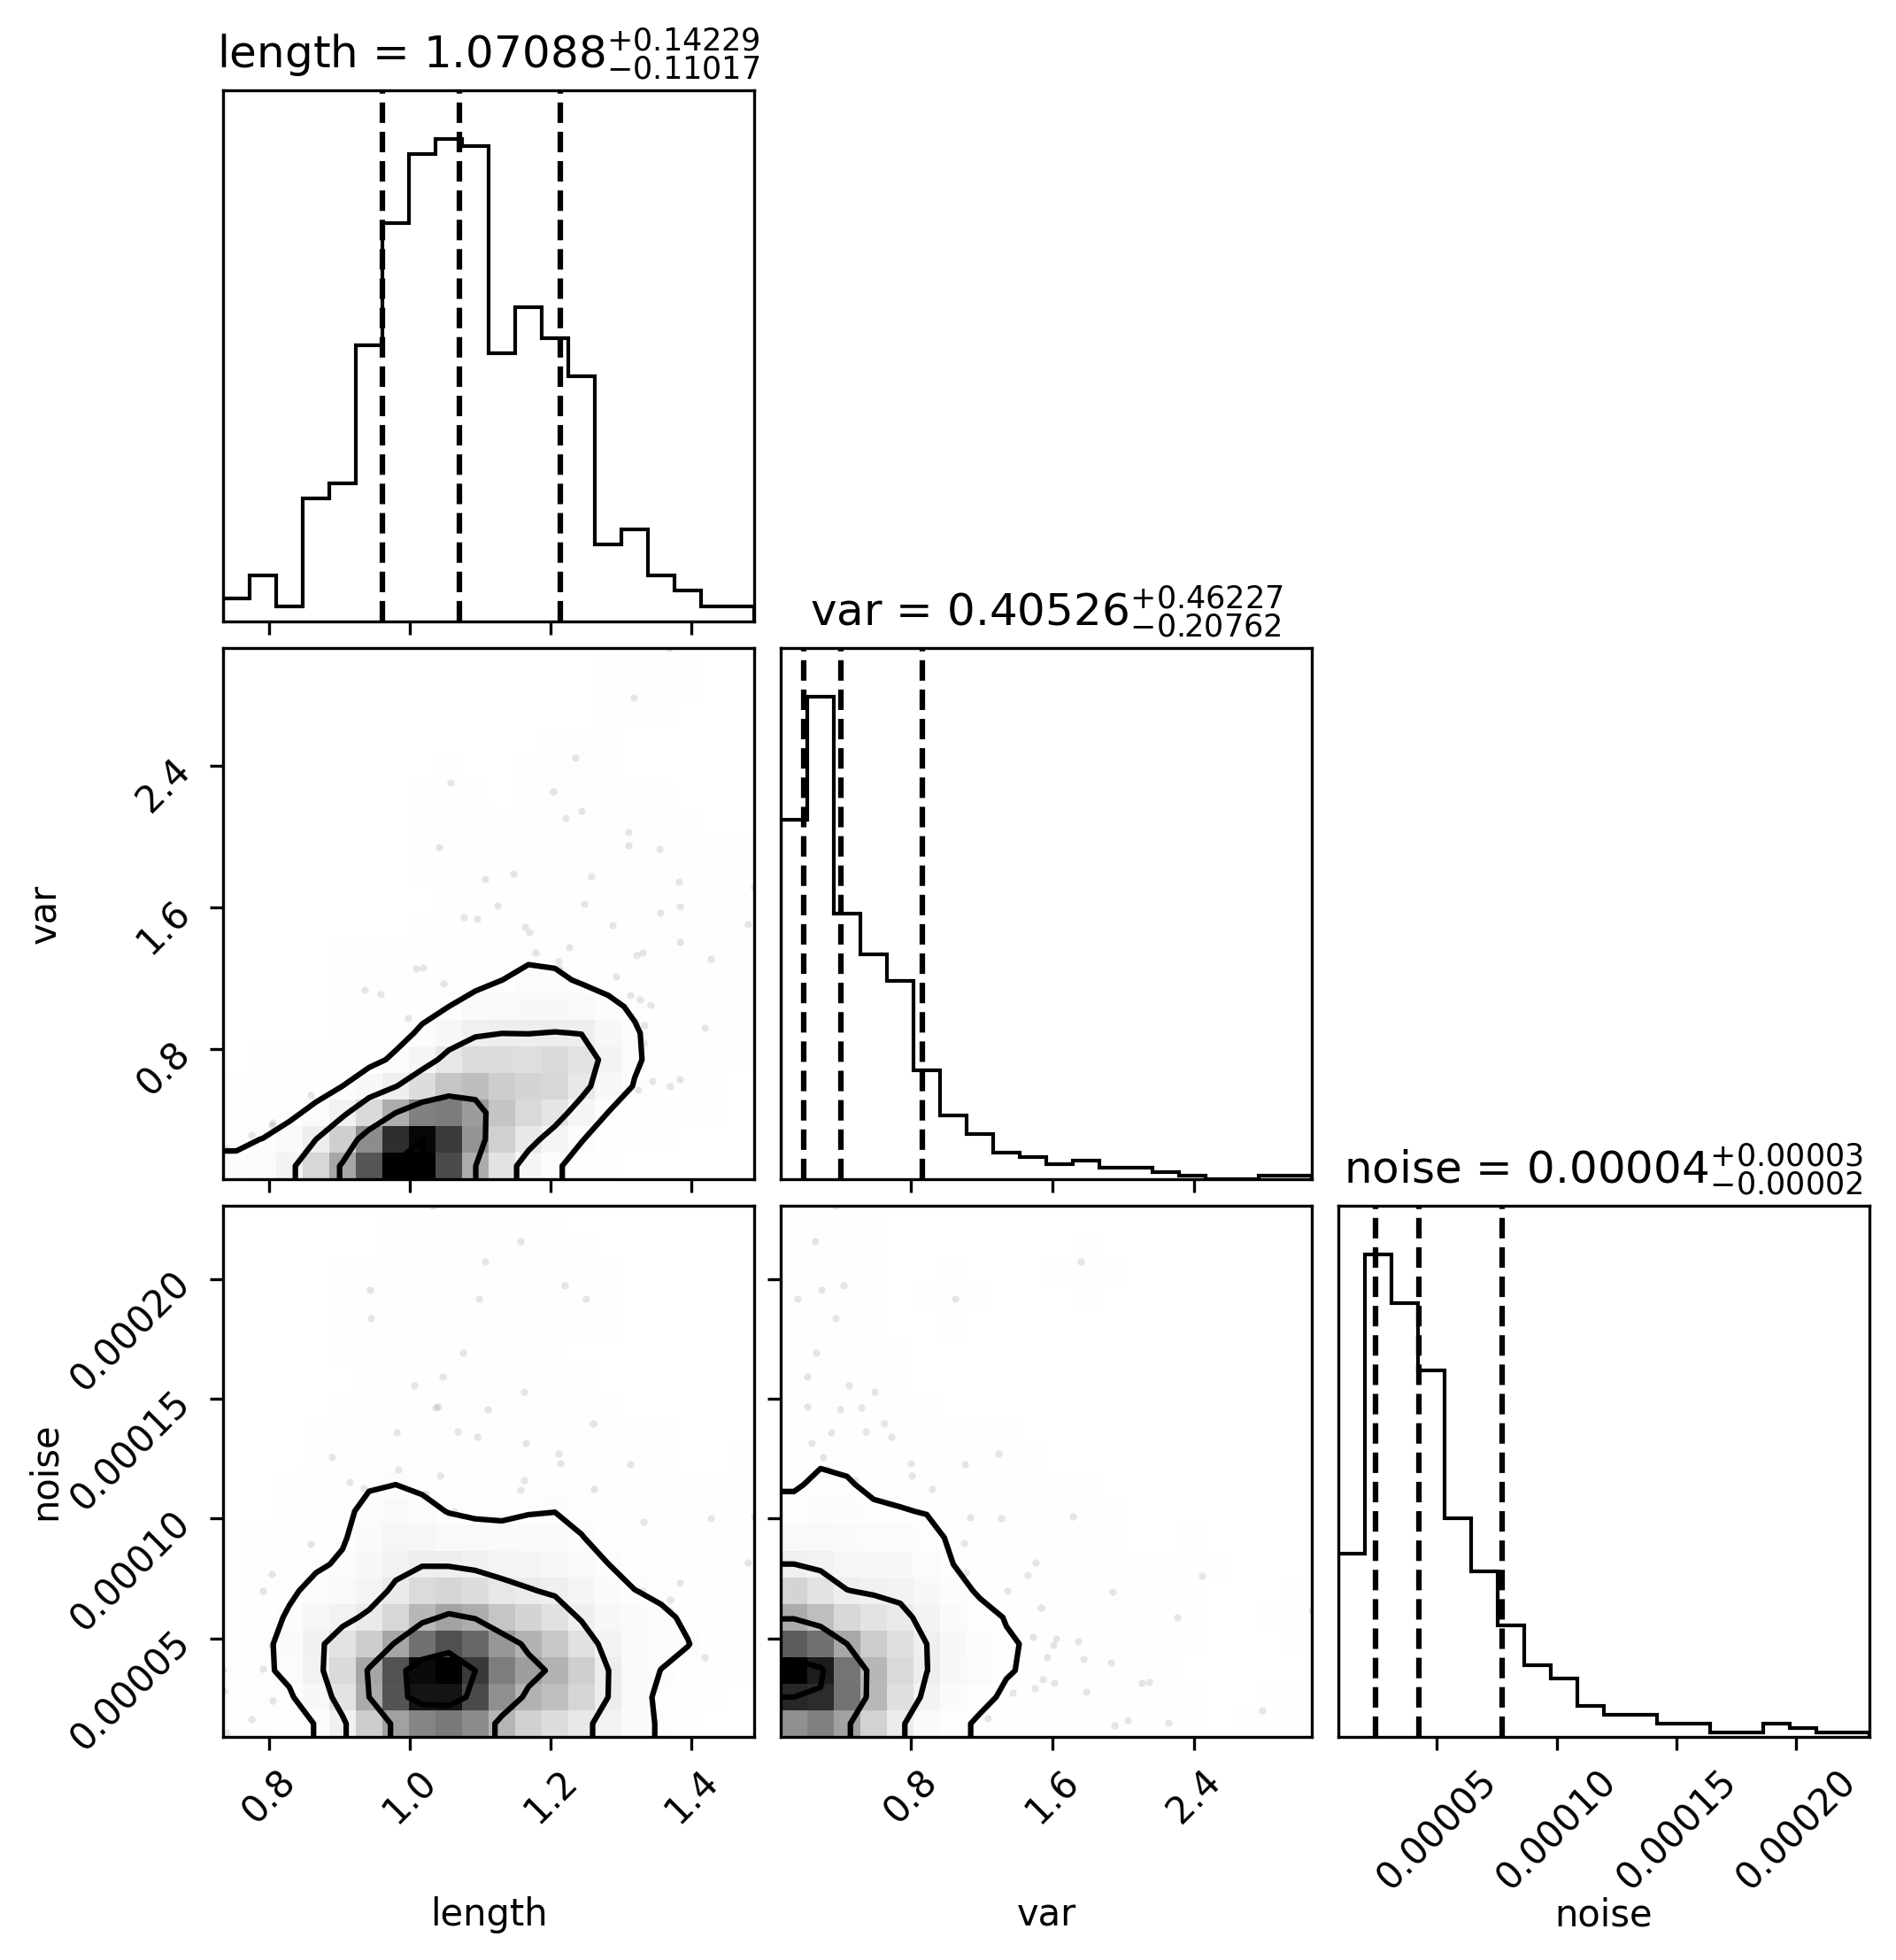 length = 1.07088+0.14229−0.11017
var = 0.40526+0.46227−0.20762
2.4
1.6
0.8
var
noise = 0.00004+0.00003−0.00002
0.00020
0.00015
0.00010
0.00005
noise
0.8 1.0 1.2 1.4
0.8 1.6 2.4
0.00005 0.00010 0.00015 0.00020
length var noise